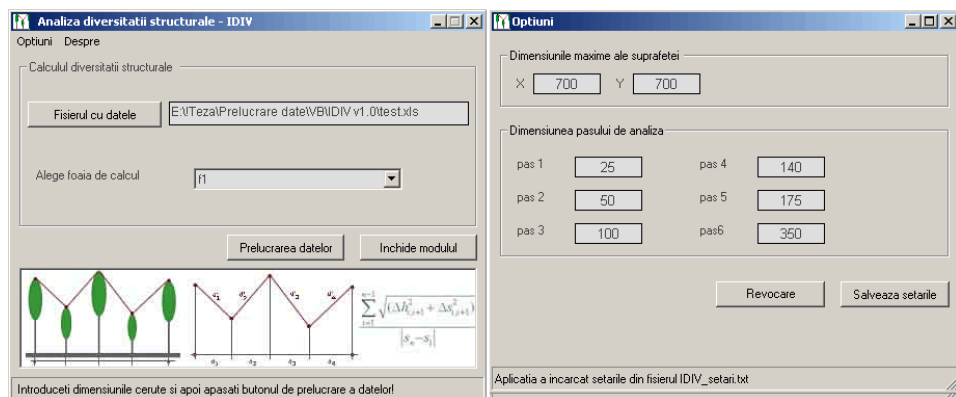 Analiza diversitatii structurale - IDIV
Optiuni Despre
Calculul diversitatii structurale
Fisierul cu datele
E:\!Teza\Prelucrare date\VB\IDIV v1.0\test.xls
Alege foaia de calcul
f1
Prelucrarea datelor
Inchide modulul
Introduceti dimensiunile cerute si apoi apasati butonul de prelucrare a datelor!
Optiuni
Dimensiunile maxime ale suprafetei
X 700 Y 700
Dimensiunea pasului de analiza
pas 1 25 pas 4 140
pas 2 50 pas 5 175
pas 3 100 pas6 350
Revocare
Salveaza setarile
Aplicatia a incarcat setarile din fisierul IDIV_setari.txt